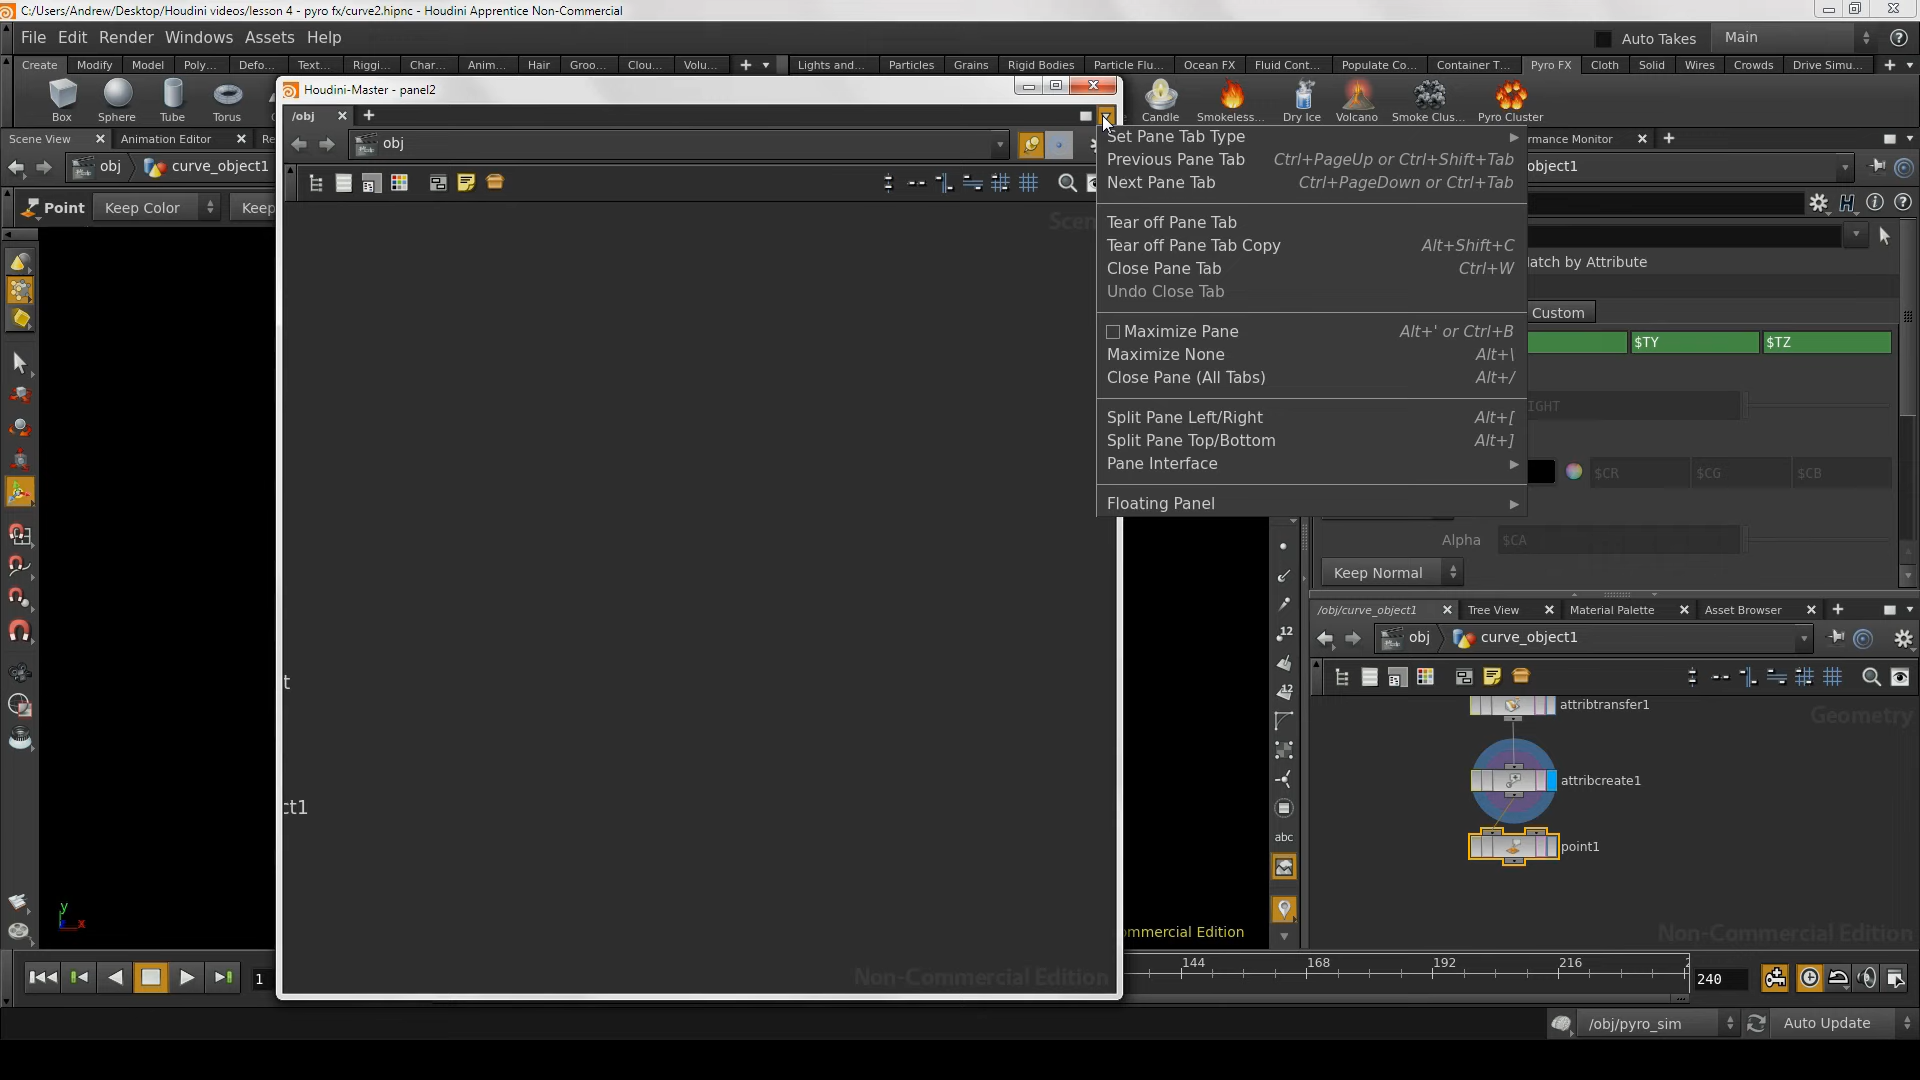 C:/Users/Andrew/Desktop/Houdini videos/lesson 4 - pyro fx/curve2.hipnc - Houdini Apprentice Non-Commercial
File Edit Render Windows Assets Help
Auto Takes Main
Create Modify Model Poly... Defo... Text... Riggi... Char... Anim... Hair Groo... Clou... Volu... Lights and... Particles Grains Rigid Bodies Particle Flu... Ocean FX Fluid Cont... Populate Co... Container T... Pyro FX Cloth Solid Wires Crowds Drive Simu...
Box Sphere Tube Torus Candle Smokeless... Dry Ice Volcano Smoke Clus... Pyro Cluster
Houdini-Master - panel2
/obj
obj
Scene View Animation Editor Re
rmance Monitor
obj curve_object1
object1
Point Keep Color Keep
Scen
Set Pane Tab Type
Previous Pane Tab Ctrl+PageUp or Ctrl+Shift+Tab
Next Pane Tab Ctrl+PageDown or Ctrl+Tab
Tear off Pane Tab
Tear off Pane Tab Copy Alt+Shift+C
Close Pane Tab Ctrl+W
Undo Close Tab
Maximize Pane Alt+' or Ctrl+B
Maximize None Alt+\
Close Pane (All Tabs) Alt+/
Split Pane Left/Right Alt+[
Split Pane Top/Bottom Alt+]
Pane Interface
Floating Panel
latch by Attribute
Custom
$TY $TZ
IGHT
$CR $CG $CB
Alpha $CA
Keep Normal
/obj/curve_object1 Tree View Material Palette Asset Browser
obj curve_object1
Geometry
attribtransfer1
attribcreate1
point1
Non-Commercial Edition
t
ct1
Non-Commercial Edition
ommercial Edition
12
12
abc
y
x
1
144 168 192 216 2
240
/obj/pyro_sim Auto Update